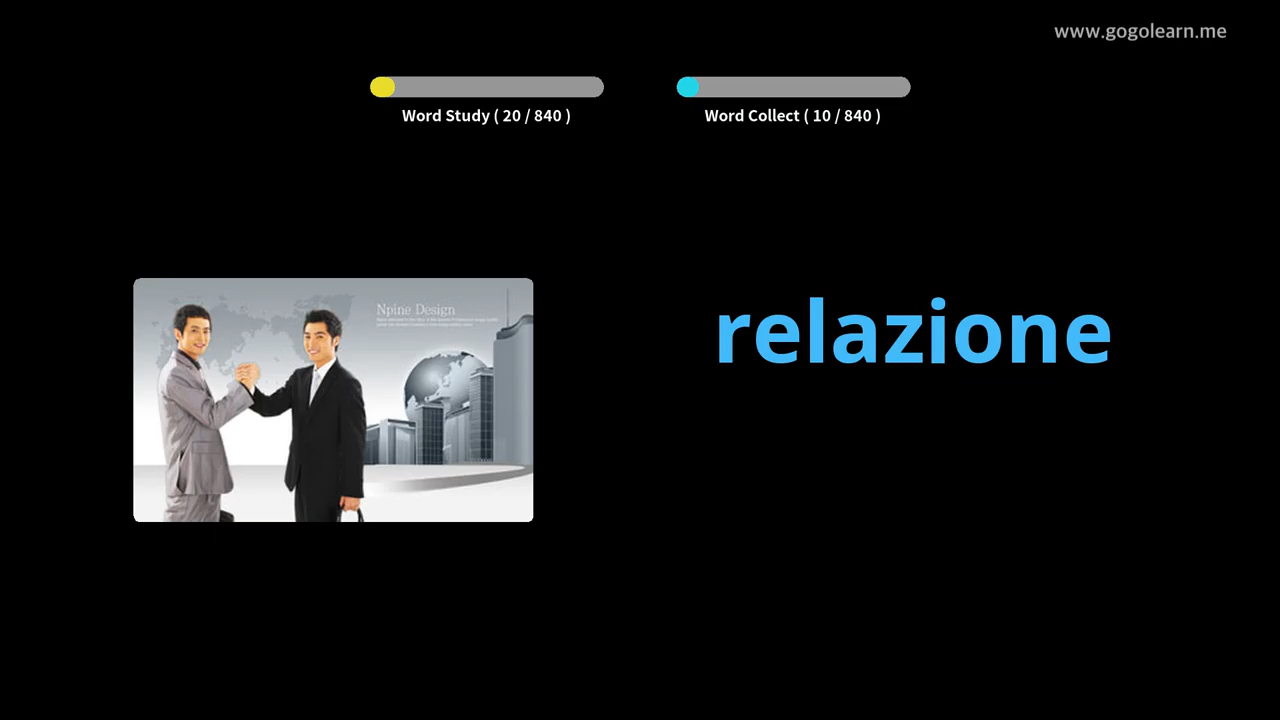 www.gogolearn.me
Word Study ( 20 / 840 )
Word Collect ( 10 / 840 )
Npine Design
relazione